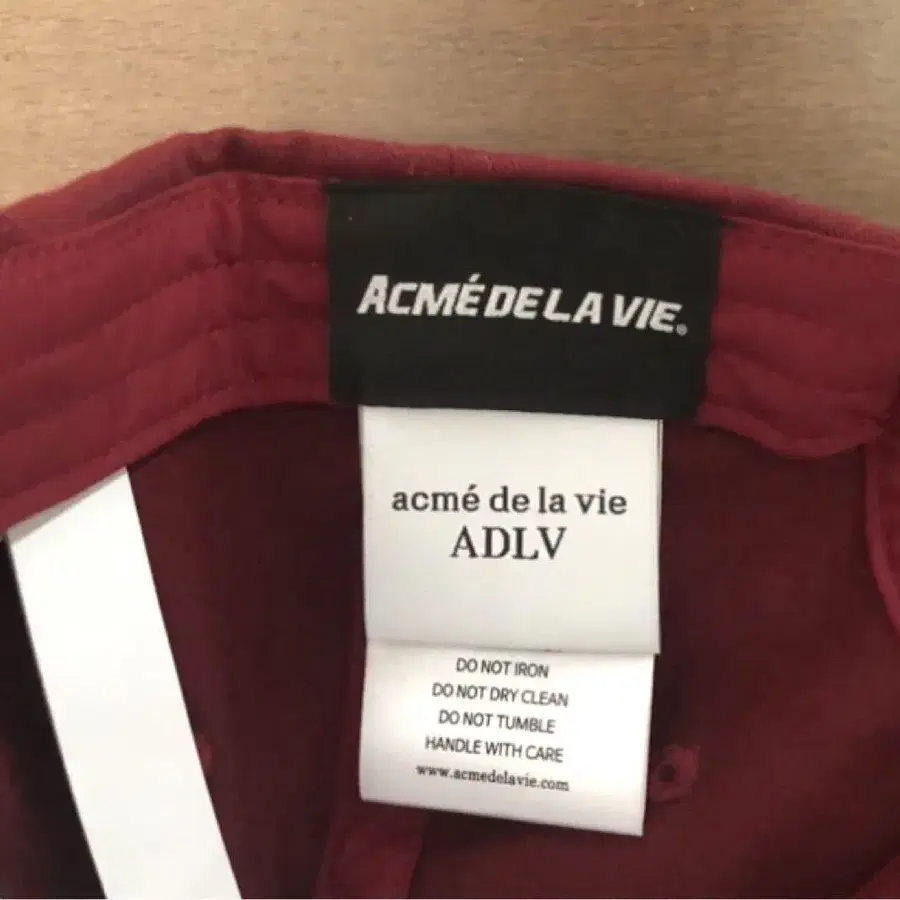 ACMÉ DE LA VIE®
acmé de la vie
ADLV
DO NOT IRON
DO NOT DRY CLEAN
DO NOT TUMBLE
HANDLE WITH CARE
www.acmedelavie.com